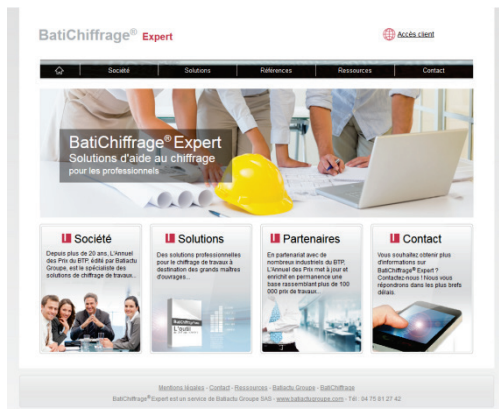 BatiChiffrage® Expert
Accès client
Société Solutions Références Ressources Contact
BatiChiffrage® Expert
Solutions d'aide au chiffrage
pour les professionnels
Société
Depuis plus de 20 ans, L'Annuel
des Prix du BTP, édité par Batiactu
Groupe, est le spécialiste des
solutions de chiffrage de travaux...
Solutions
Des solutions professionnelles
pour le chiffrage de travaux à
destination des grands maîtres
d'ouvrages...
L'outil
Partenaires
En partenariat avec de
nombreux industriels du BTP,
L'Annuel des Prix met à jour et
enrichit en permanence une
base rassemblant plus de 100
000 prix de travaux...
Contact
Vous souhaitez obtenir plus
d'informations sur
BatiChiffrage® Expert ?
Contactez-nous ! Nous vous
répondrons dans les plus brefs
délais.
Mentions légales - Contact - Ressources - Batiactu Groupe - BatiChiffrage
BatiChiffrage® Expert est un service de Batiactu Groupe SAS - www.batiactugroupe.com - Tél : 04 75 81 27 42